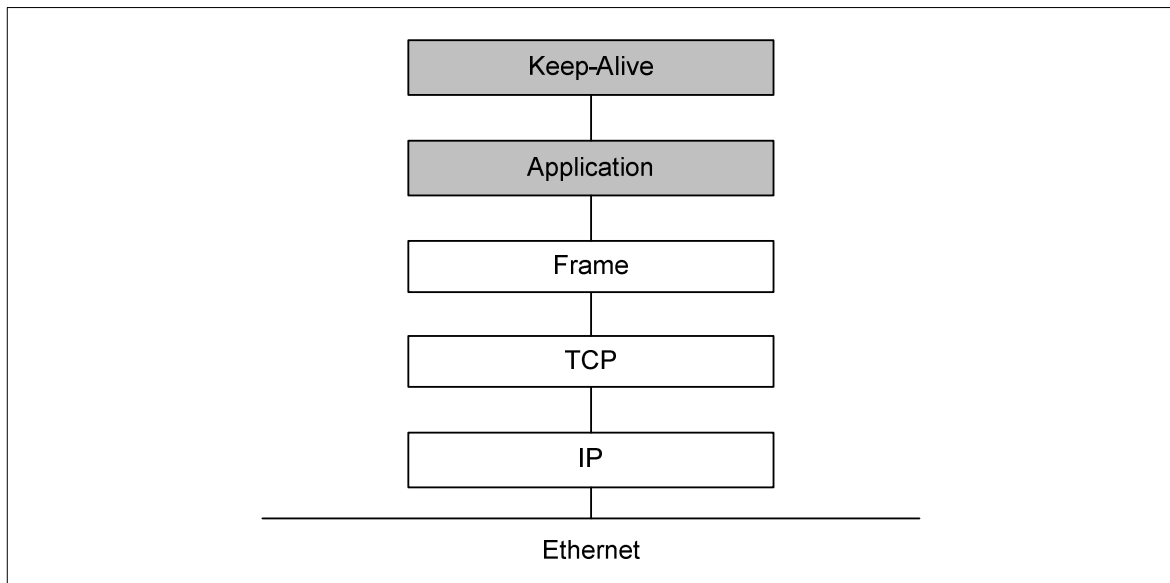 Keep-Alive
Application
Frame
TCP
IP
Ethernet